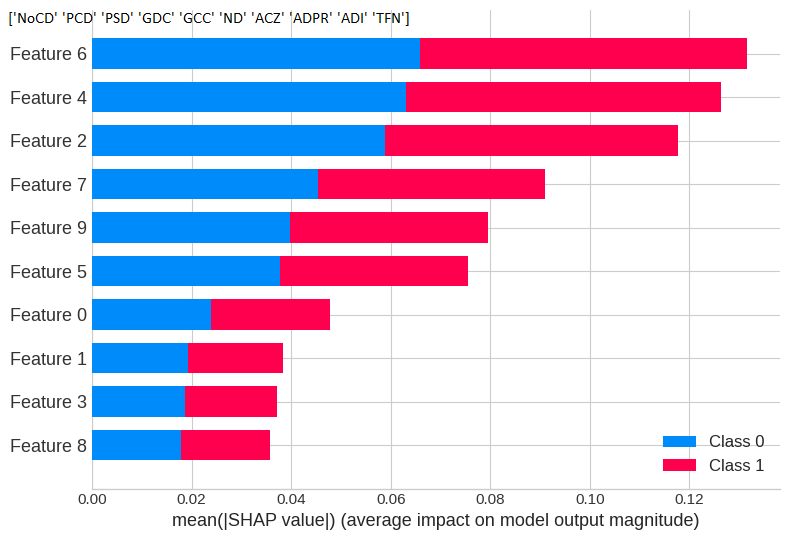 ['NoCD' 'PCD' 'PSD' 'GDC' 'GCC' 'ND' 'ACZ' 'ADPR' 'ADI' 'TFN']
Feature 6
Feature 4
Feature 2
Feature 7
Feature 9
Feature 5
Feature 0
Feature 1
Feature 3
Feature 8
Class 0
Class 1
0.00 0.02 0.04 0.06 0.08 0.10 0.12
mean(|SHAP value|) (average impact on model output magnitude)